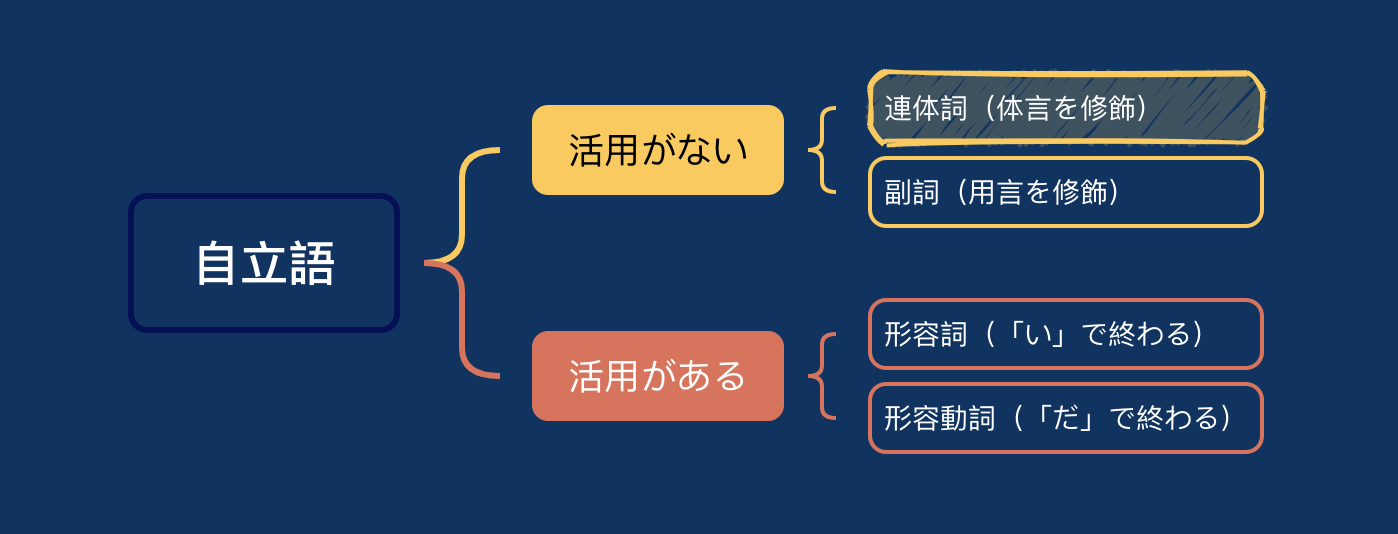 自立語
活用がない
連体詞（体言を修飾）
副詞（用言を修飾）
活用がある
形容詞（「い」で終わる）
形容動詞（「だ」で終わる）